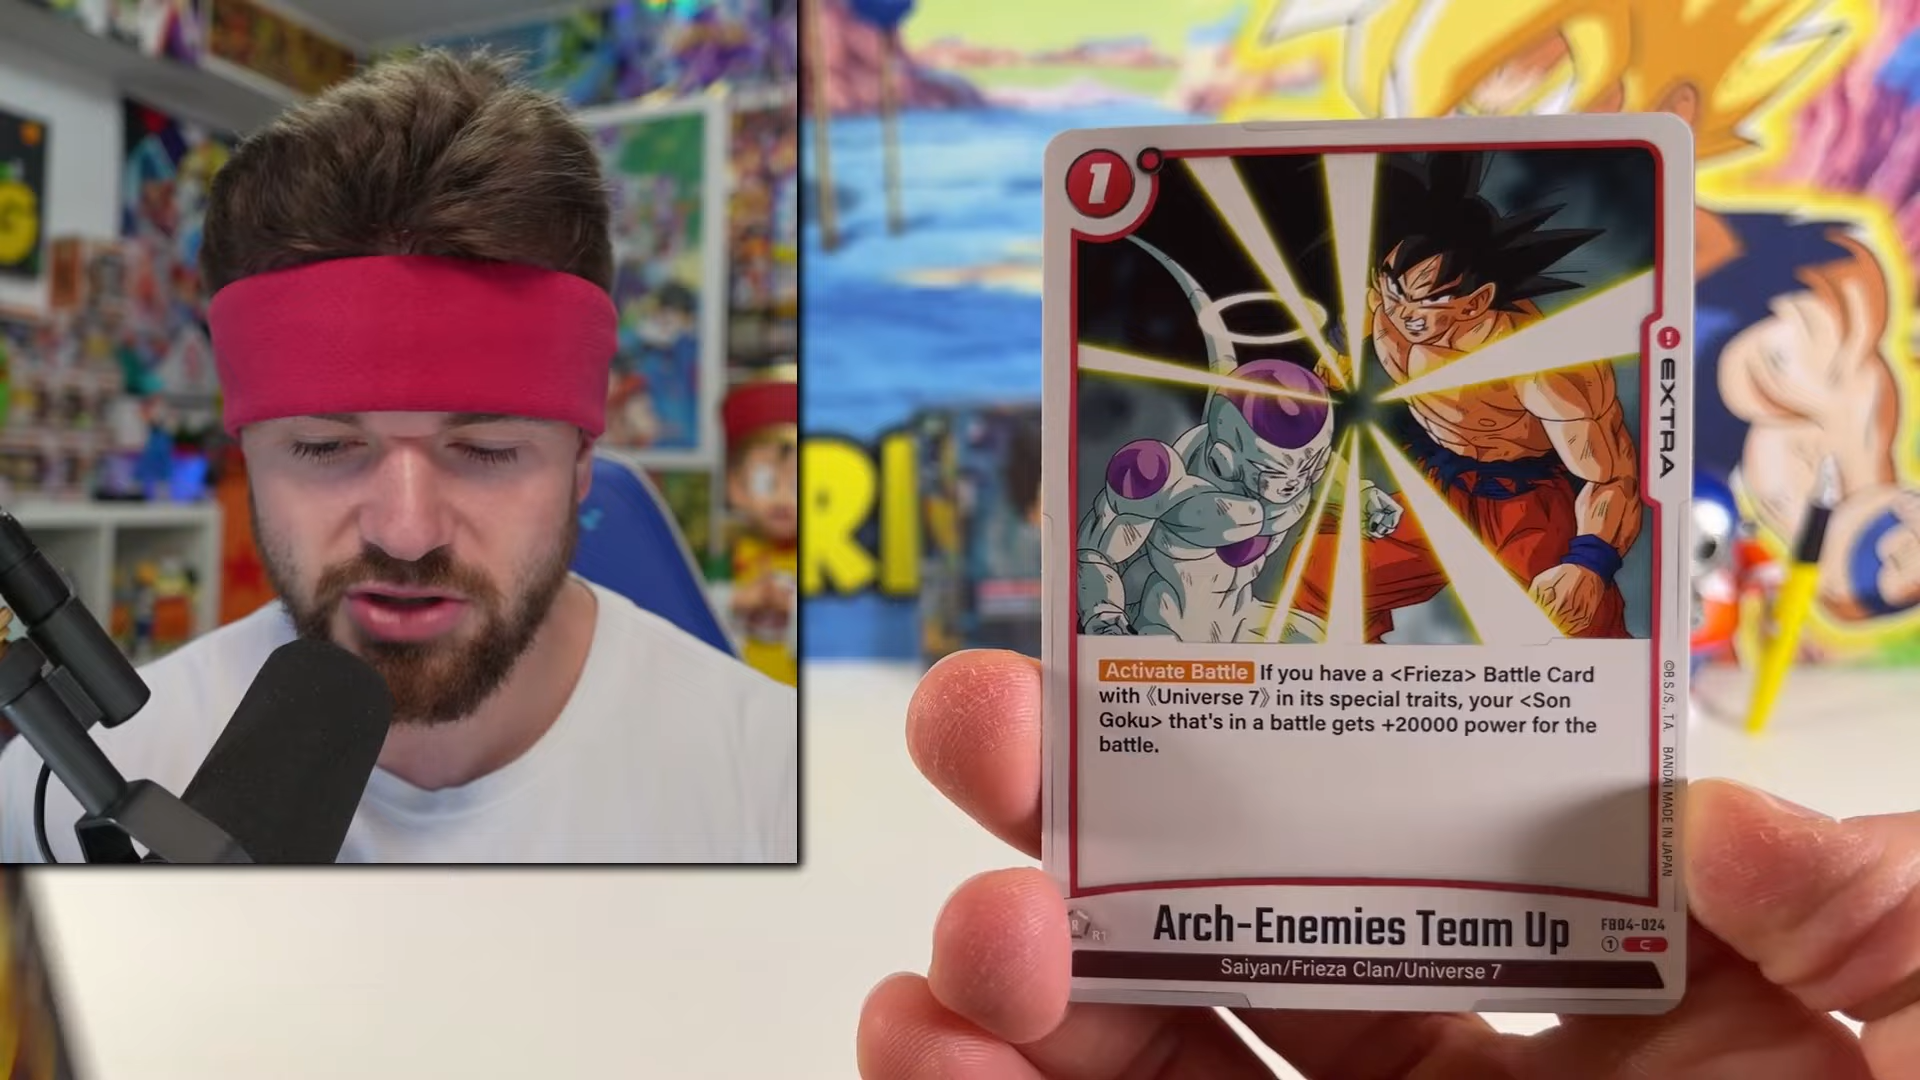 1
EXTRA
Activate Battle If you have a <Frieza> Battle Card
with 《Universe 7》 in its special traits, your <Son
Goku> that's in a battle gets +20000 power for the
battle.
©B.S./S., T.A. BANDAI MADE IN JAPAN
R1
Arch-Enemies Team Up
FB04-024
1 C
Saiyan/Frieza Clan/Universe 7
RI
G